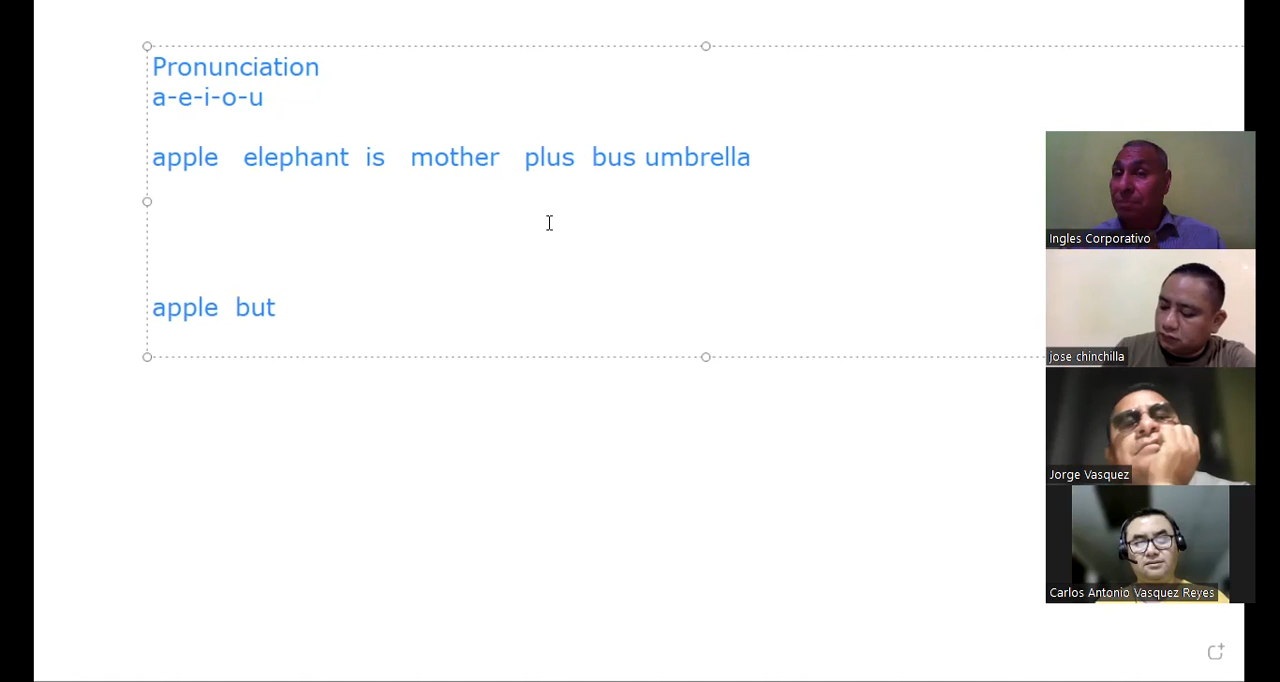 Pronunciation
a-e-i-o-u
apple elephant is mother plus bus umbrella
apple but
Ingles Corporativo
jose chinchilla
Jorge Vasquez
Carlos Antonio Vasquez Reyes